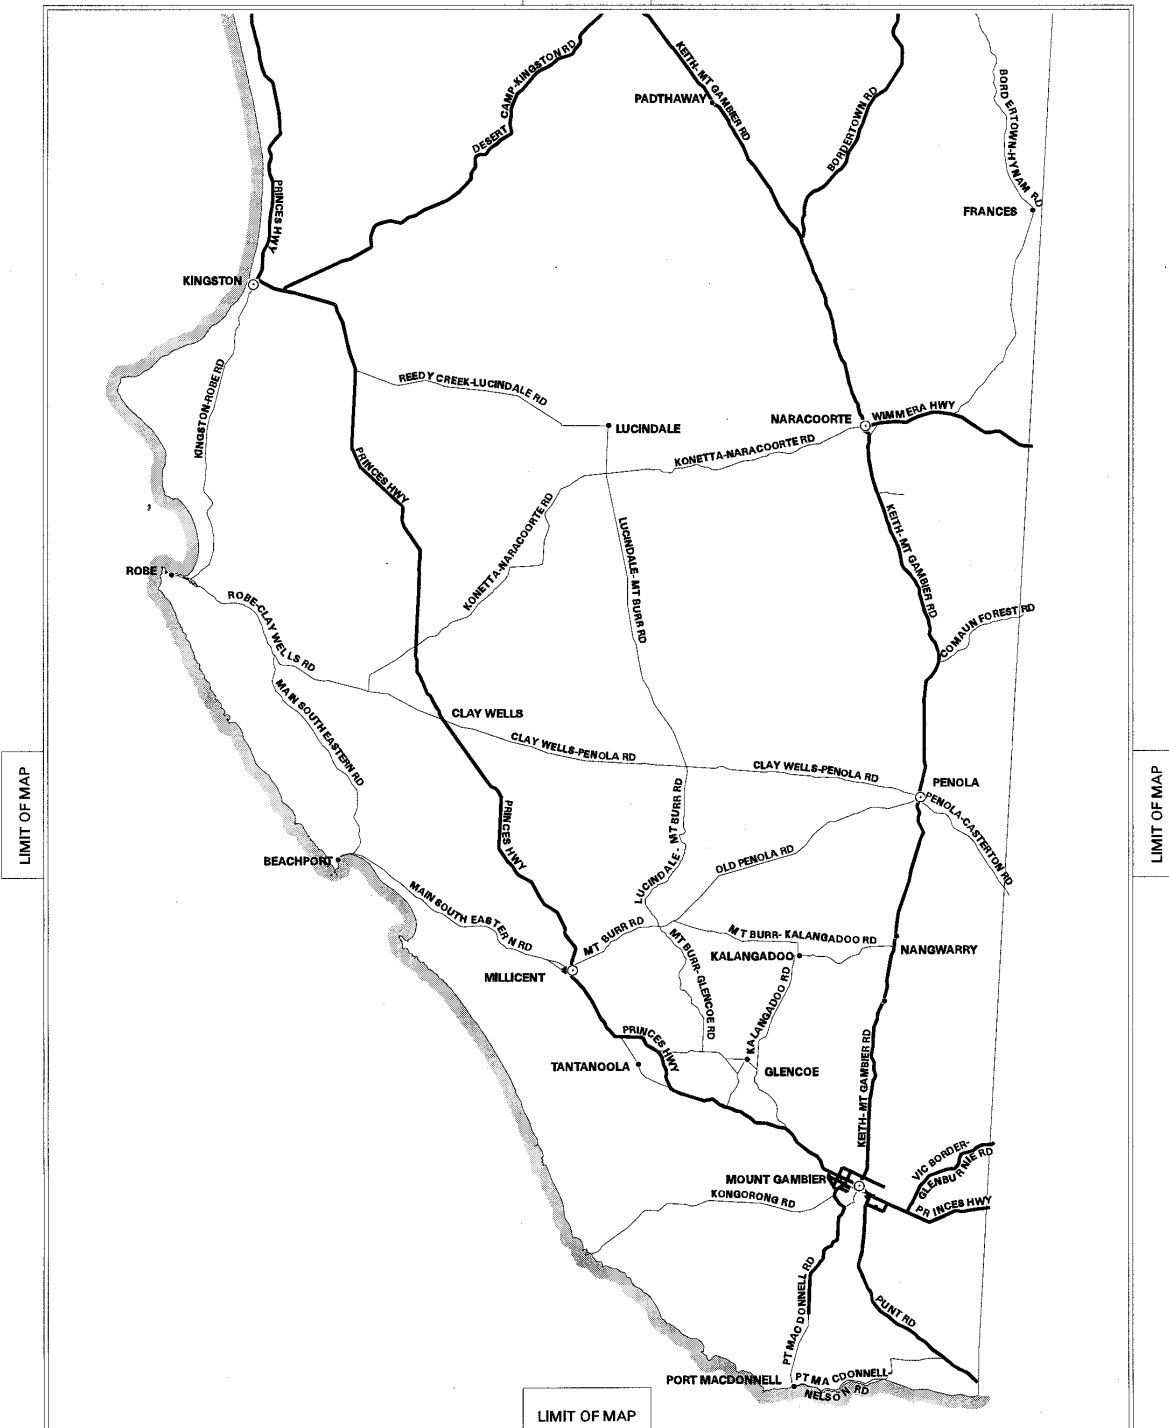 KEITH-MT GAMBIER RD
DESERT CAMP-KINGSTON RD
PADTHAWAY
BORDERTOWN RD
BORDERTOWN-HYNAM RD
FRANCES
PRINCES HWY
KINGSTON
KINGSTON-ROBE RD
REEDY CREEK-LUCINDALE RD
LUCINDALE
NARACOORTE
WIMMERA HWY
KONETTA-NARACOORTE RD
PRINCES HWY
KONETTA-NARACOORTE RD
LUCINDALE-MT BURR RD
KEITH-MT GAMBIER RD
ROBE
ROBE-CLAY WELLS RD
COMAUN FOREST RD
MAIN SOUTH EASTERN RD
CLAY WELLS
CLAY WELLS-PENOLA RD
CLAY WELLS-PENOLA RD
PENOLA
PENOLA-CASTERTON RD
LIMIT OF MAP
LIMIT OF MAP
PRINCES HWY
LUCINDALE-MT BURR RD
OLD PENOLA RD
BEACHPORT
MAIN SOUTH EASTERN RD
MT BURR RD
MT BURR-KALANGADOO RD
NANGWARRY
KALANGADOO
MILLICENT
MT BURR-GLENCOE RD
KALANGADOO RD
PRINCES HWY
TANTANOOLA
GLENCOE
KEITH-MT GAMBIER RD
VIC BORDER-
GLENBURNIE RD
MOUNT GAMBIER
KONGORONG RD
PRINCES HWY
PT MACDONNELL RD
PUNT RD
PORT MACDONNELL
PT MACDONNELL
NELSON RD
LIMIT OF MAP